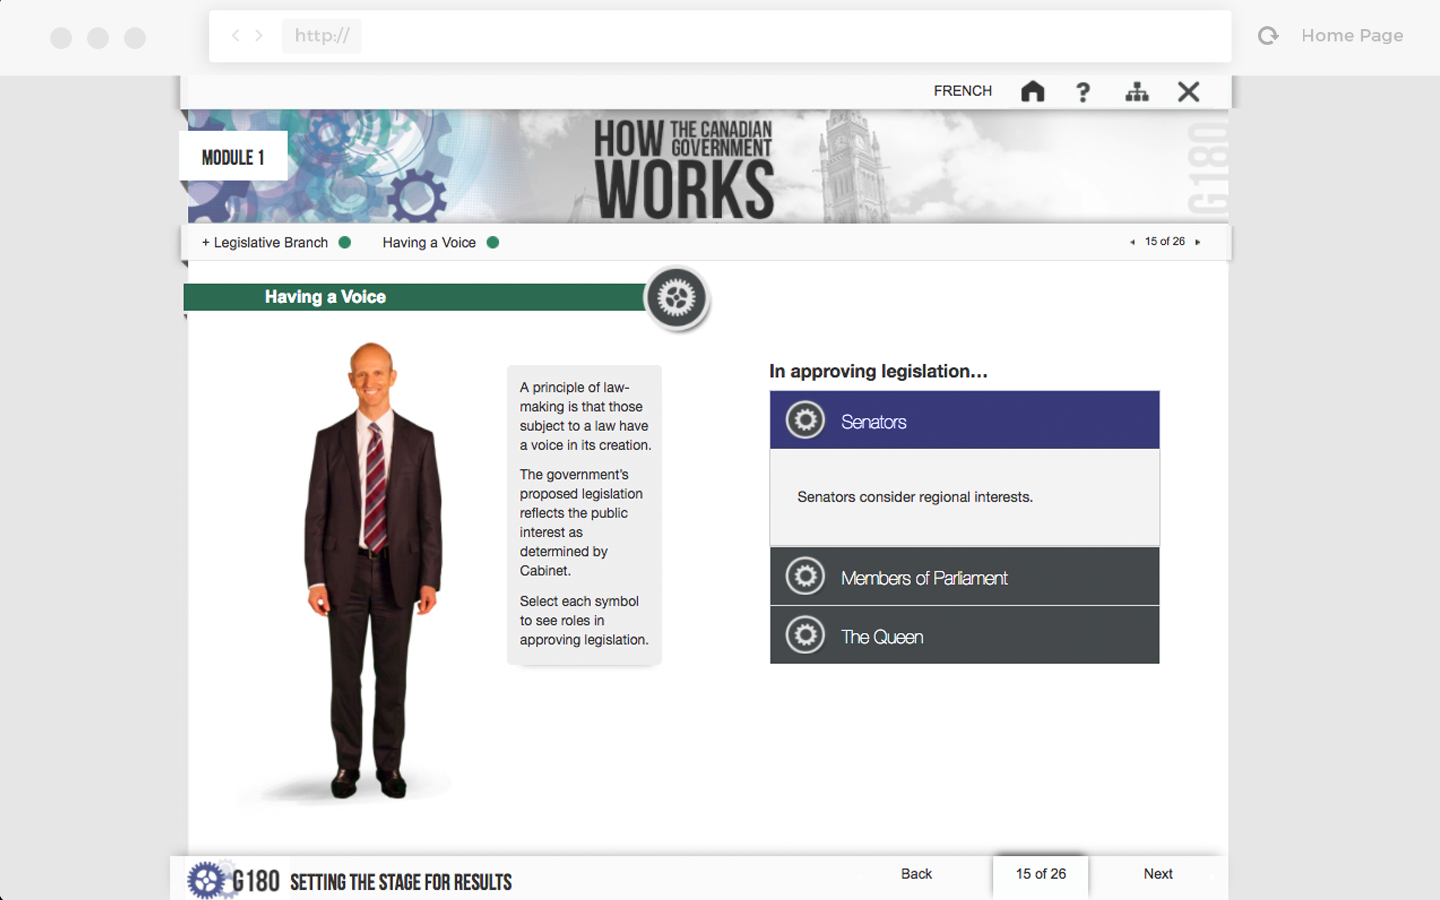 http://
Home Page
FRENCH
?
MODULE 1
HOW THE CANADIAN
GOVERNMENT
WORKS
G180
+ Legislative Branch
Having a Voice
15 of 26
Having a Voice
A principle of law-
making is that those
subject to a law have
a voice in its creation.
The government’s
proposed legislation
reflects the public
interest as
determined by
Cabinet.
Select each symbol
to see roles in
approving legislation.
In approving legislation...
Senators
Senators consider regional interests.
Members of Parliament
The Queen
G180 SETTING THE STAGE FOR RESULTS
Back
15 of 26
Next